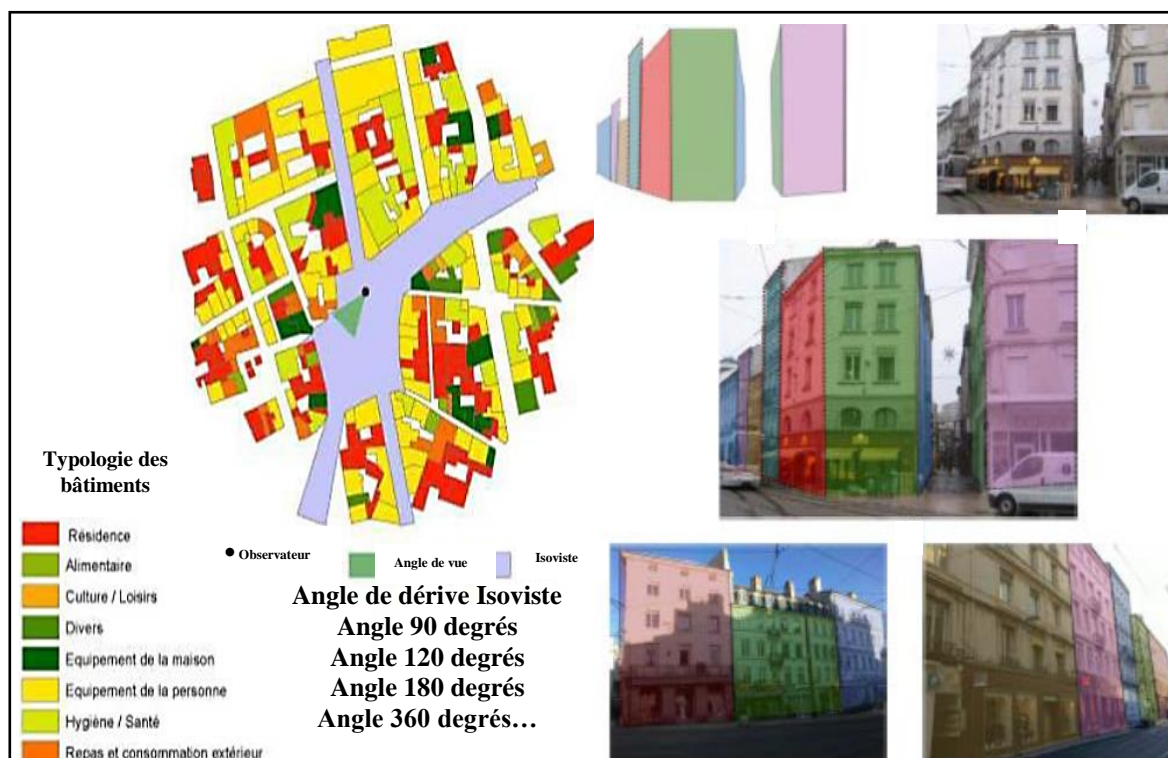 Typologie des
bâtiments
Résidence
Alimentaire
Culture / Loisirs
Divers
Equipement de la maison
Equipement de la personne
Hygiène / Santé
Repas et consommation extérieur
Observateur
Angle de vue
Isoviste
Angle de dérive Isoviste
Angle 90 degrés
Angle 120 degrés
Angle 180 degrés
Angle 360 degrés…